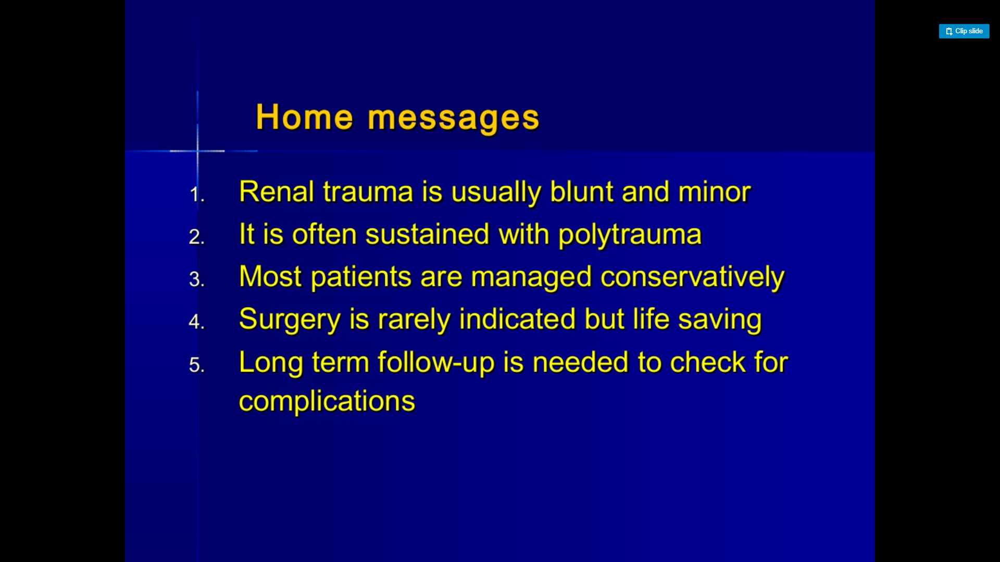 Clip slide
Home messages
1. Renal trauma is usually blunt and minor
2. It is often sustained with polytrauma
3. Most patients are managed conservatively
4. Surgery is rarely indicated but life saving
5. Long term follow-up is needed to check for
complications